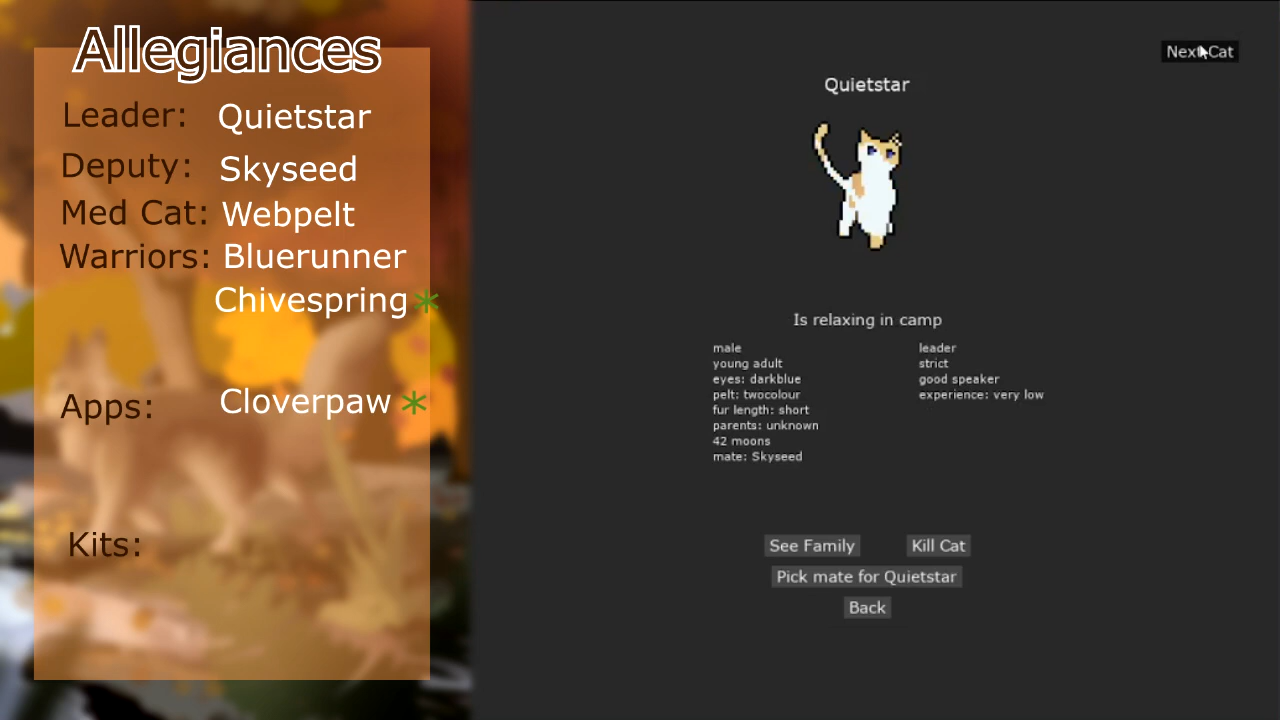 Allegiances
Leader: Quietstar
Deputy: Skyseed
Med Cat: Webpelt
Warriors: Bluerunner
Chivespring*
Apps: Cloverpaw *
Kits:
Next Cat
Quietstar
Is relaxing in camp
male
young adult
eyes: darkblue
pelt: twocolour
fur length: short
parents: unknown
42 moons
mate: Skyseed
leader
strict
good speaker
experience: very low
See Family
Kill Cat
Pick mate for Quietstar
Back